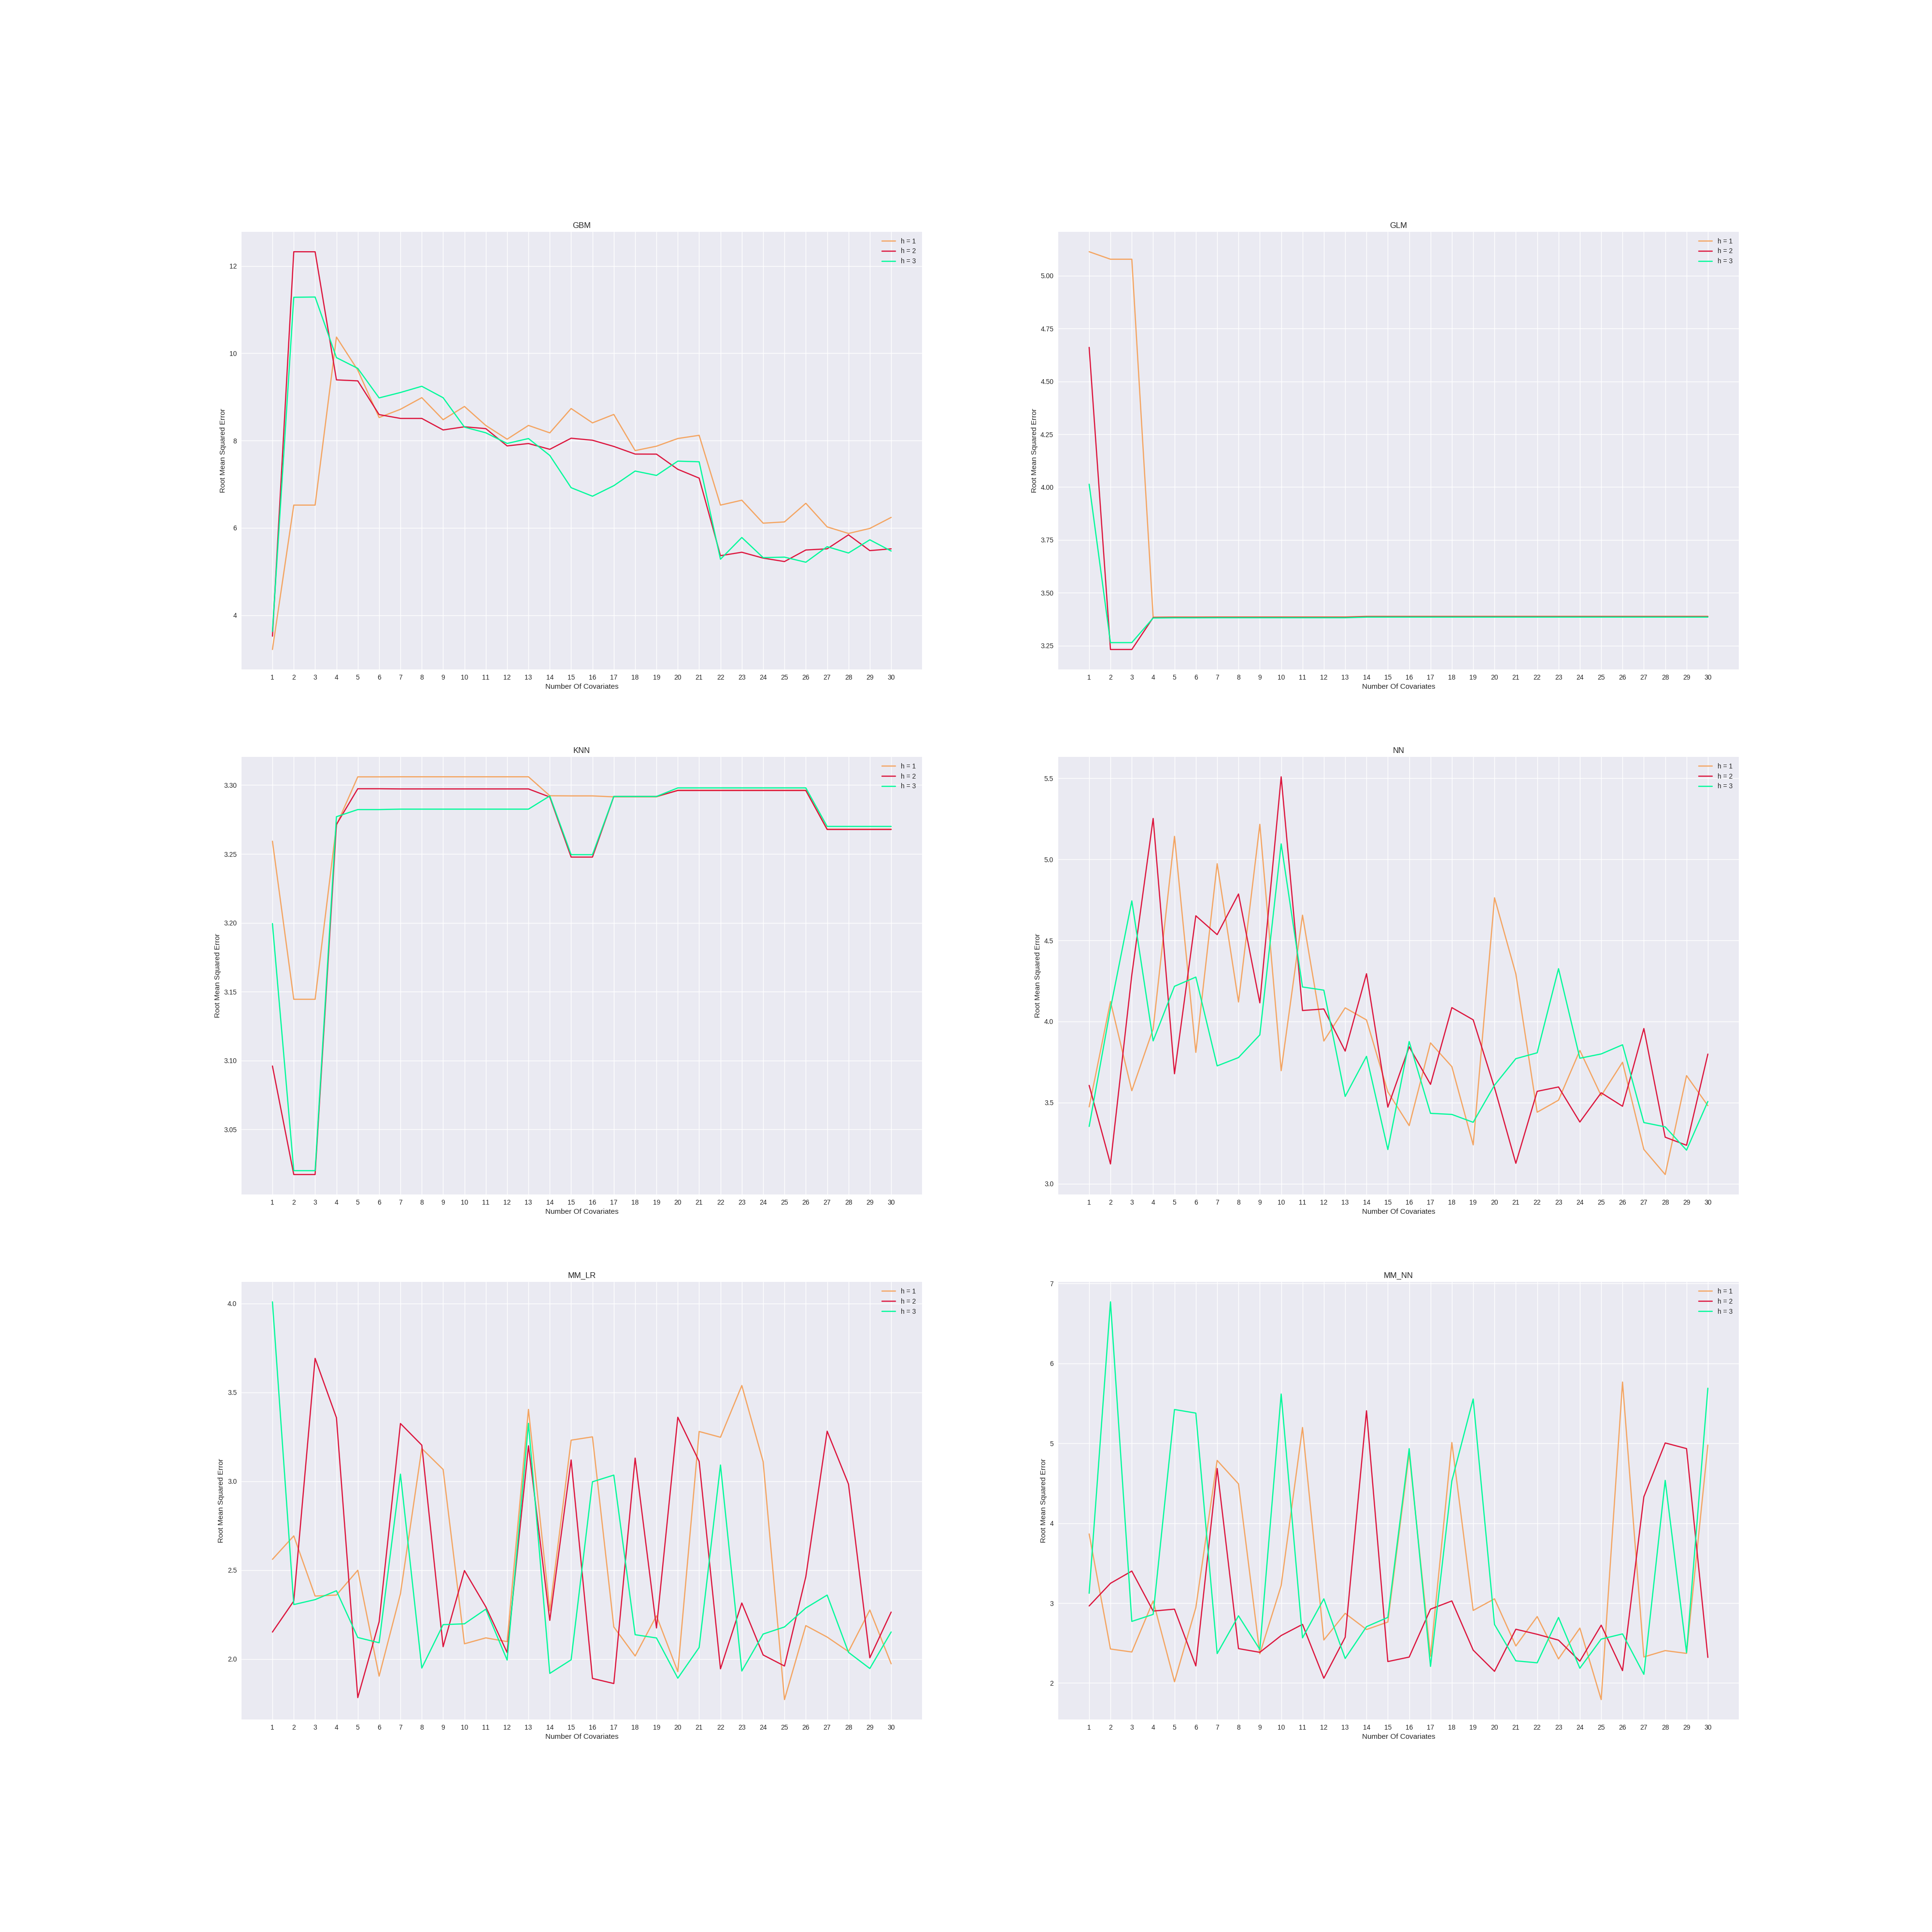 GBM
h = 1
h = 2
h = 3
12
10
8
6
4
Root Mean Squared Error
1 2 3 4 5 6 7 8 9 10 11 12 13 14 15 16 17 18 19 20 21 22 23 24 25 26 27 28 29 30
Number Of Covariates
GLM
h = 1
h = 2
h = 3
5.00
4.75
4.50
4.25
4.00
3.75
3.50
3.25
Root Mean Squared Error
1 2 3 4 5 6 7 8 9 10 11 12 13 14 15 16 17 18 19 20 21 22 23 24 25 26 27 28 29 30
Number Of Covariates
KNN
h = 1
h = 2
h = 3
3.30
3.25
3.20
3.15
3.10
3.05
Root Mean Squared Error
1 2 3 4 5 6 7 8 9 10 11 12 13 14 15 16 17 18 19 20 21 22 23 24 25 26 27 28 29 30
Number Of Covariates
NN
h = 1
h = 2
h = 3
5.5
5.0
4.5
4.0
3.5
3.0
Root Mean Squared Error
1 2 3 4 5 6 7 8 9 10 11 12 13 14 15 16 17 18 19 20 21 22 23 24 25 26 27 28 29 30
Number Of Covariates
MM_LR
h = 1
h = 2
h = 3
4.0
3.5
3.0
2.5
2.0
Root Mean Squared Error
1 2 3 4 5 6 7 8 9 10 11 12 13 14 15 16 17 18 19 20 21 22 23 24 25 26 27 28 29 30
Number Of Covariates
MM_NN
h = 1
h = 2
h = 3
7
6
5
4
3
2
Root Mean Squared Error
1 2 3 4 5 6 7 8 9 10 11 12 13 14 15 16 17 18 19 20 21 22 23 24 25 26 27 28 29 30
Number Of Covariates